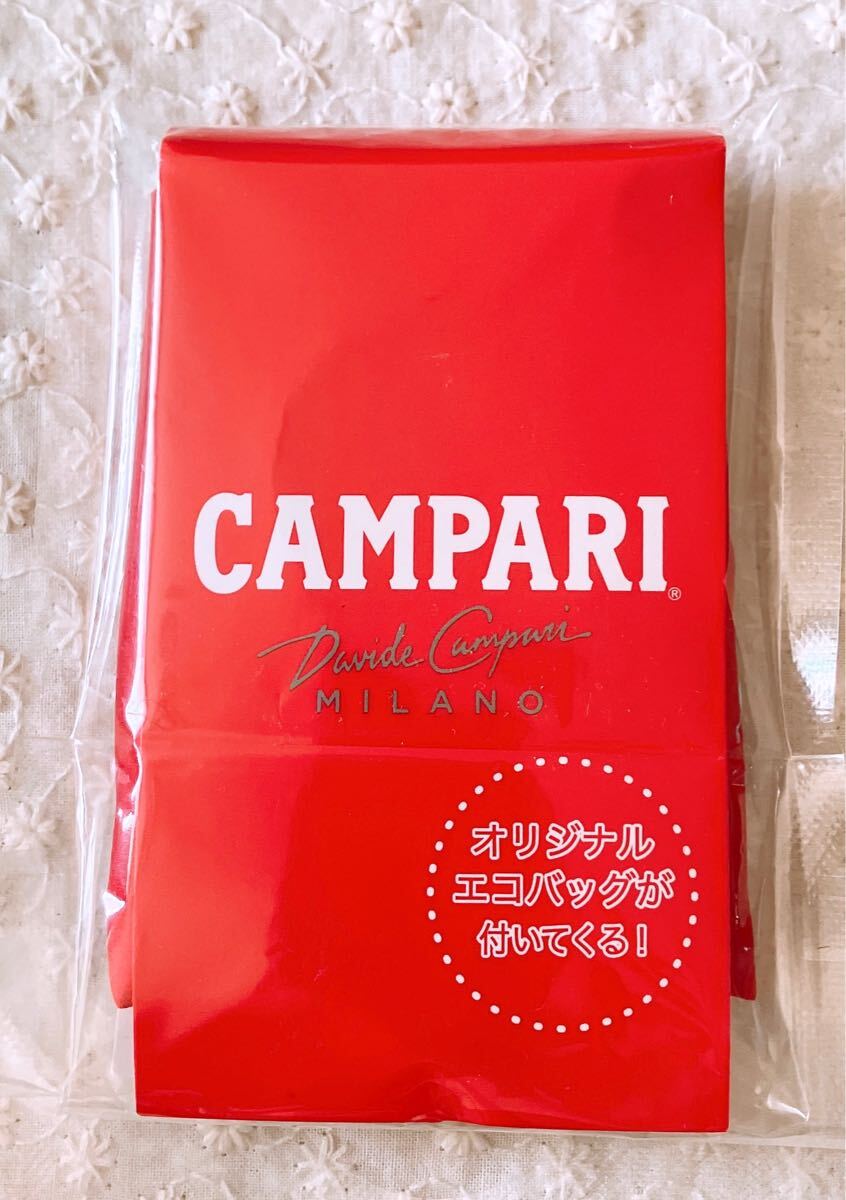 CAMPARI®
Davide Campari
MILANO
オリジナル
エコバッグが
付いてくる!